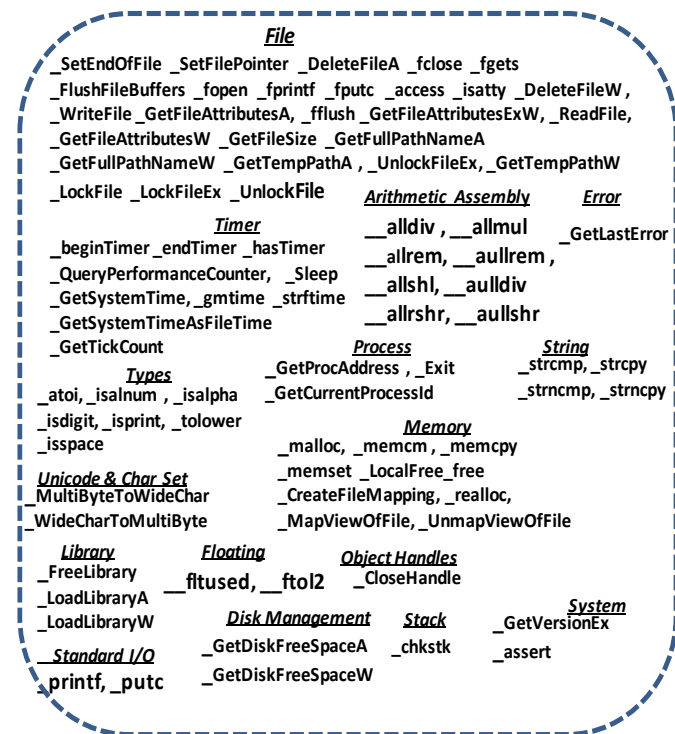 File
_SetEndOfFile _SetFilePointer _DeleteFileA _fclose _fgets
_FlushFileBuffers _fopen _fprintf _fputc _access _isatty _DeleteFileW ,
_WriteFile _GetFileAttributesA, _fflush _GetFileAttributesExW, _ReadFile,
_GetFileAttributesW _GetFileSize _GetFullPathNameA
_GetFullPathNameW _GetTempPathA , _UnlockFileEx, _GetTempPathW
_LockFile _LockFileEx _UnlockFile
Timer
_beginTimer _endTimer _hasTimer
_QueryPerformanceCounter, _Sleep
_GetSystemTime, _gmtime _strftime
_GetSystemTimeAsFileTime
_GetTickCount
Arithmetic Assembly
__alldiv , __allmul
__allrem, __aullrem ,
__allshl, __aulldiv
__allrshr, __aullshr
Error
_GetLastError
Types
_atoi, _isalnum , _isalpha
_isdigit, _isprint, _tolower
_isspace
Process
_GetProcAddress , _Exit
_GetCurrentProcessId
String
_strcmp, _strcpy
_strncmp, _strncpy
Unicode & Char Set
_MultiByteToWideChar
_WideCharToMultiByte
Memory
_malloc, _memcm , _memcpy
_memset _LocalFree _free
_CreateFileMapping, _realloc,
_MapViewOfFile, _UnmapViewOfFile
Library
_FreeLibrary
_LoadLibraryA
_LoadLibraryW
Floating
__fltused, __ftol2
Object Handles
_CloseHandle
Standard I/O
_printf, _putc
Disk Management
_GetDiskFreeSpaceA
_GetDiskFreeSpaceW
Stack
_chkstk
System
_GetVersionEx
_assert